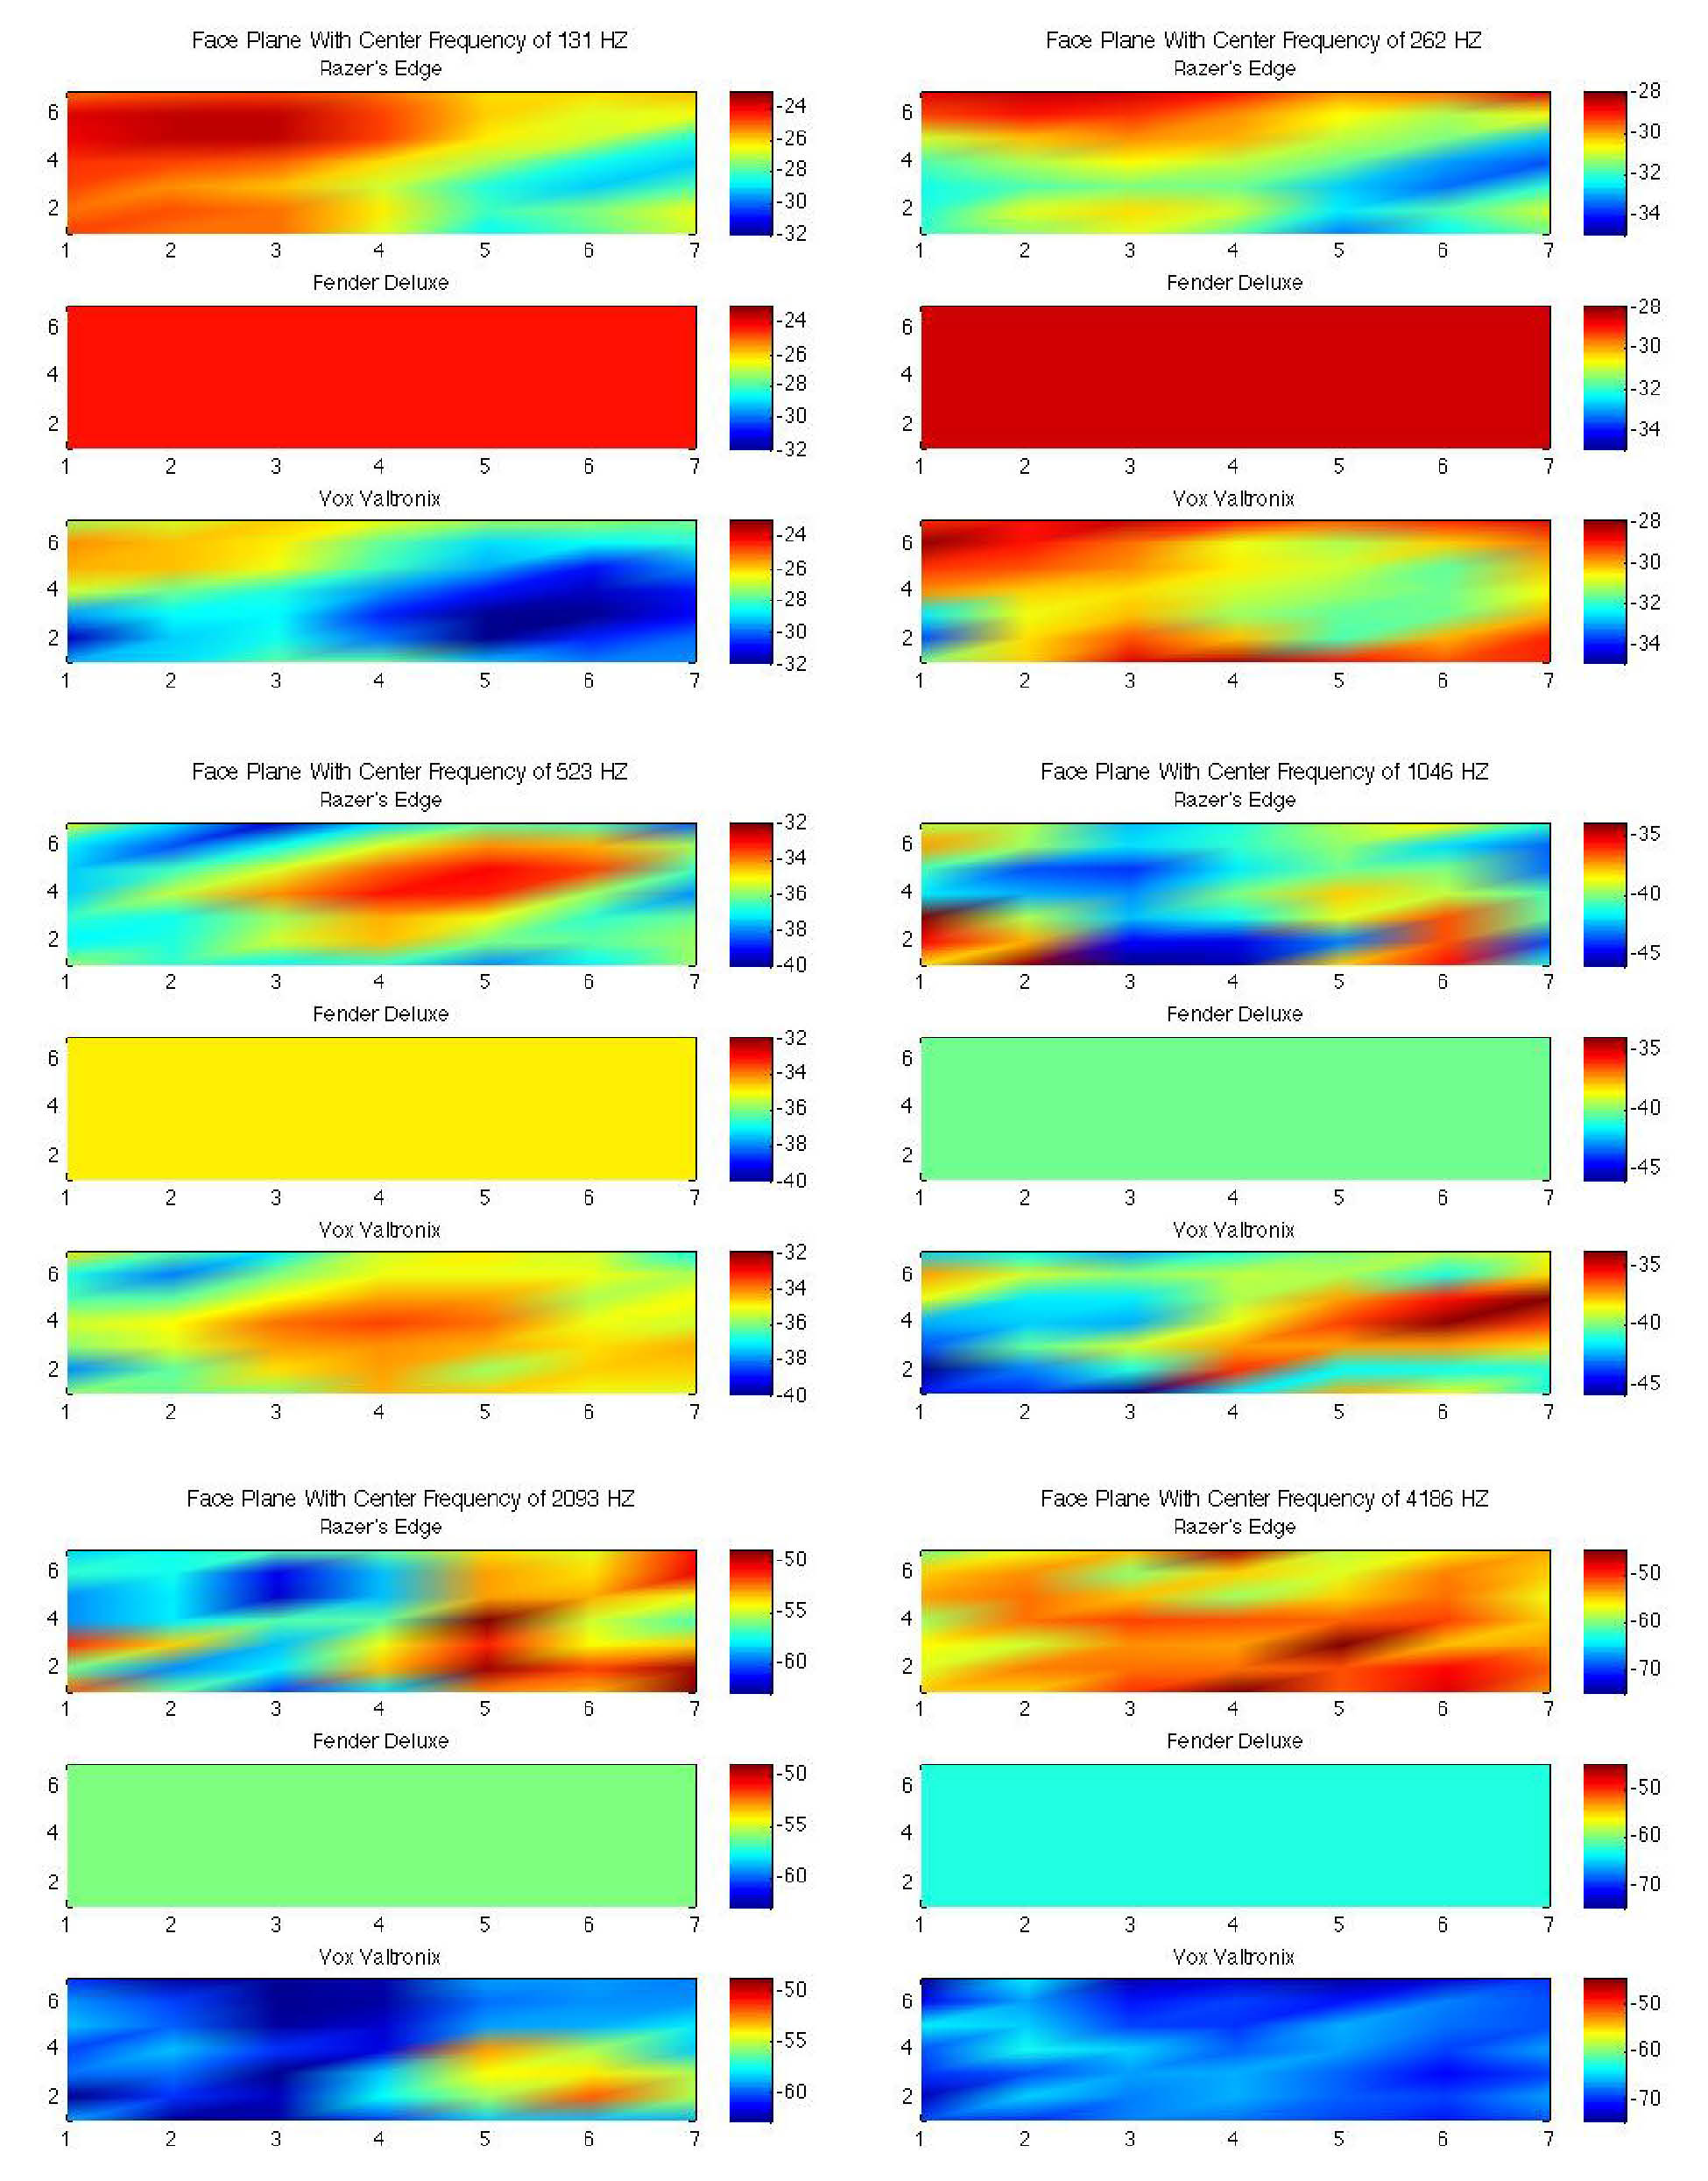 Face Plane With Center Frequency of 131 HZ
Razer's Edge
6
4
2
1 2 3 4 5 6 7
-24
-26
-28
-30
-32
Fender Deluxe
6
4
2
1 2 3 4 5 6 7
-24
-26
-28
-30
-32
Vox Valtronix
6
4
2
1 2 3 4 5 6 7
-24
-26
-28
-30
-32
Face Plane With Center Frequency of 262 HZ
Razer's Edge
6
4
2
1 2 3 4 5 6 7
-28
-30
-32
-34
Fender Deluxe
6
4
2
1 2 3 4 5 6 7
-28
-30
-32
-34
Vox Valtronix
6
4
2
1 2 3 4 5 6 7
-28
-30
-32
-34
Face Plane With Center Frequency of 523 HZ
Razer's Edge
6
4
2
1 2 3 4 5 6 7
-32
-34
-36
-38
-40
Fender Deluxe
6
4
2
1 2 3 4 5 6 7
-32
-34
-36
-38
-40
Vox Valtronix
6
4
2
1 2 3 4 5 6 7
-32
-34
-36
-38
-40
Face Plane With Center Frequency of 1046 HZ
Razer's Edge
6
4
2
1 2 3 4 5 6 7
-35
-40
-45
Fender Deluxe
6
4
2
1 2 3 4 5 6 7
-35
-40
-45
Vox Valtronix
6
4
2
1 2 3 4 5 6 7
-35
-40
-45
Face Plane With Center Frequency of 2093 HZ
Razer's Edge
6
4
2
1 2 3 4 5 6 7
-50
-55
-60
Fender Deluxe
6
4
2
1 2 3 4 5 6 7
-50
-55
-60
Vox Valtronix
6
4
2
1 2 3 4 5 6 7
-50
-55
-60
Face Plane With Center Frequency of 4186 HZ
Razer's Edge
6
4
2
1 2 3 4 5 6 7
-50
-60
-70
Fender Deluxe
6
4
2
1 2 3 4 5 6 7
-50
-60
-70
Vox Valtronix
6
4
2
1 2 3 4 5 6 7
-50
-60
-70